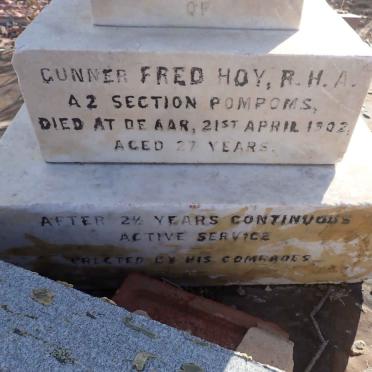 OF
GUNNER FRED HOY, R.H.A.
A2 SECTION POMPOMS,
DIED AT DE AAR, 21ST APRIL 1902,
AGED 27 YEARS.
AFTER 2½ YEARS CONTINUOUS
ACTIVE SERVICE
ERECTED BY HIS COMRADES